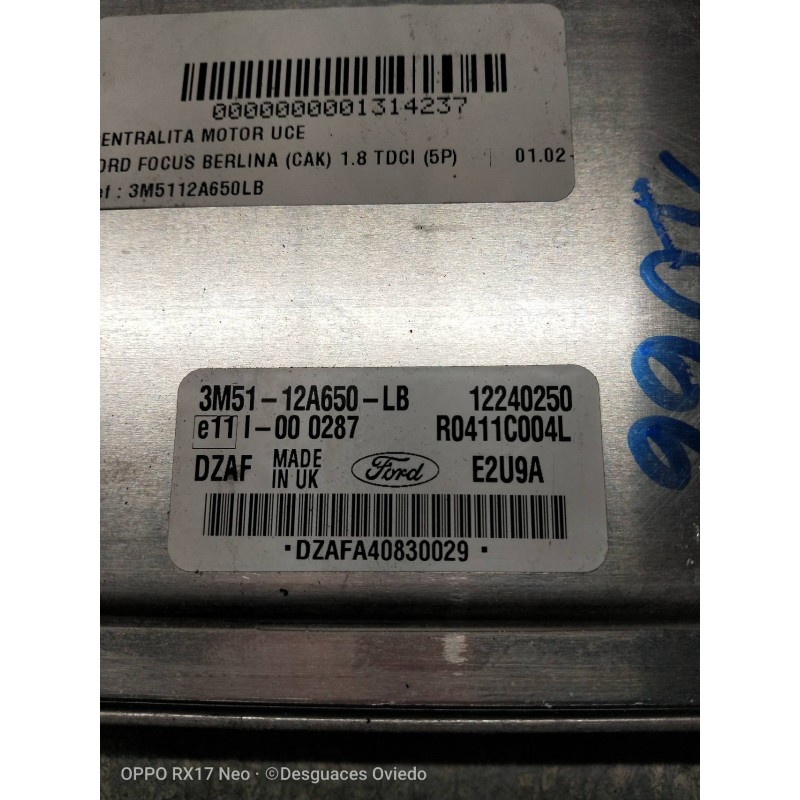 0000000001314237
ENTRALITA MOTOR UCE
ORD FOCUS BERLINA (CAK) 1.8 TDCI (5P) | 01.02-
ef : 3M5112A650LB
3M51-12A650-LB 12240250
e11 I-00 0287 R0411C004L
DZAF MADE IN UK Ford E2U9A
·DZAFA40830029·
OPPO RX17 Neo · ©Desguaces Oviedo